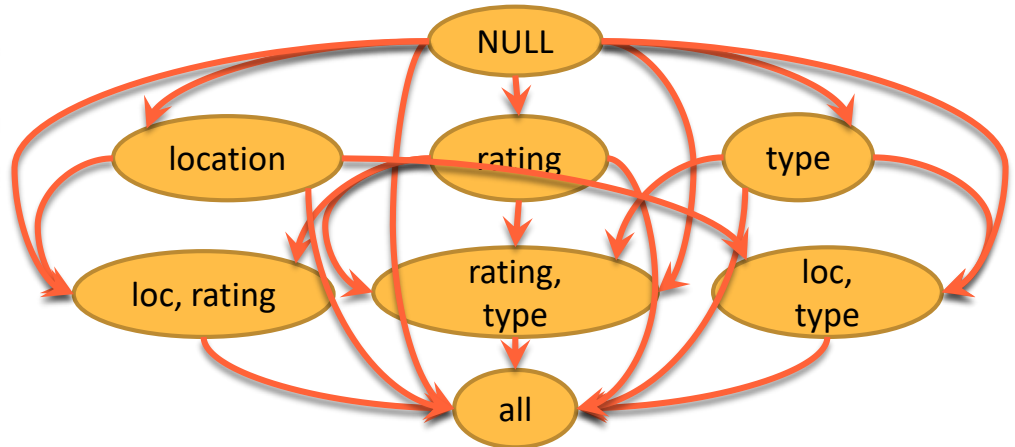 NULL
location
rating
type
loc, rating
rating,
type
loc,
type
all